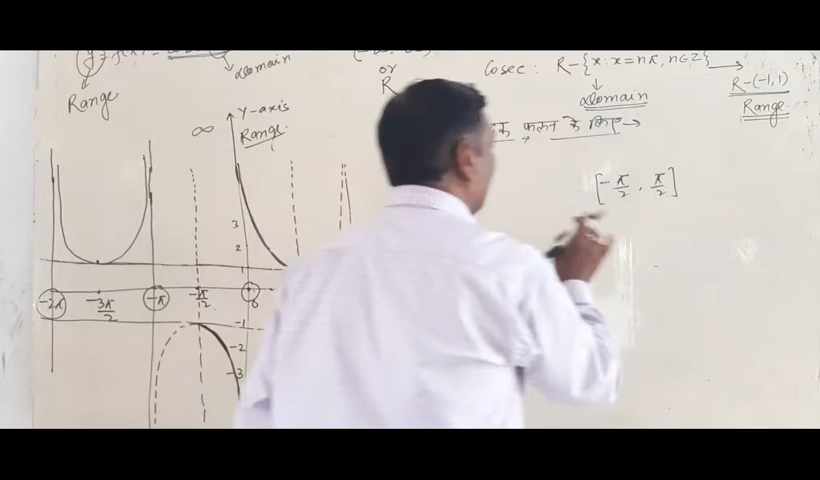 Domain
Range
or
R
Cosec : R-{x: x=nπ, n∈Z}
R-(-1, 1)
Domain
Range
फलन के लिए →
[-π/2, π/2]
Y-axis
Range
∞
3
2
1
-2π -3π/2 -π -π/2 0
-1
-2
-3